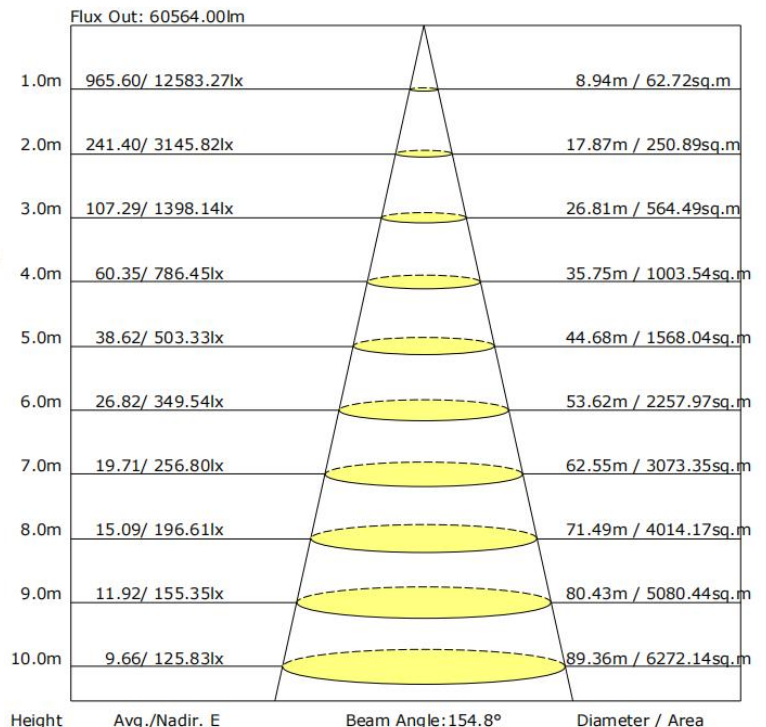 Flux Out: 60564.00lm
1.0m 965.60/ 12583.27lx 8.94m / 62.72sq.m
2.0m 241.40/ 3145.82lx 17.87m / 250.89sq.m
3.0m 107.29/ 1398.14lx 26.81m / 564.49sq.m
4.0m 60.35/ 786.45lx 35.75m / 1003.54sq.m
5.0m 38.62/ 503.33lx 44.68m / 1568.04sq.m
6.0m 26.82/ 349.54lx 53.62m / 2257.97sq.m
7.0m 19.71/ 256.80lx 62.55m / 3073.35sq.m
8.0m 15.09/ 196.61lx 71.49m / 4014.17sq.m
9.0m 11.92/ 155.35lx 80.43m / 5080.44sq.m
10.0m 9.66/ 125.83lx 89.36m / 6272.14sq.m
Height Avg./Nadir. E Beam Angle:154.8° Diameter / Area